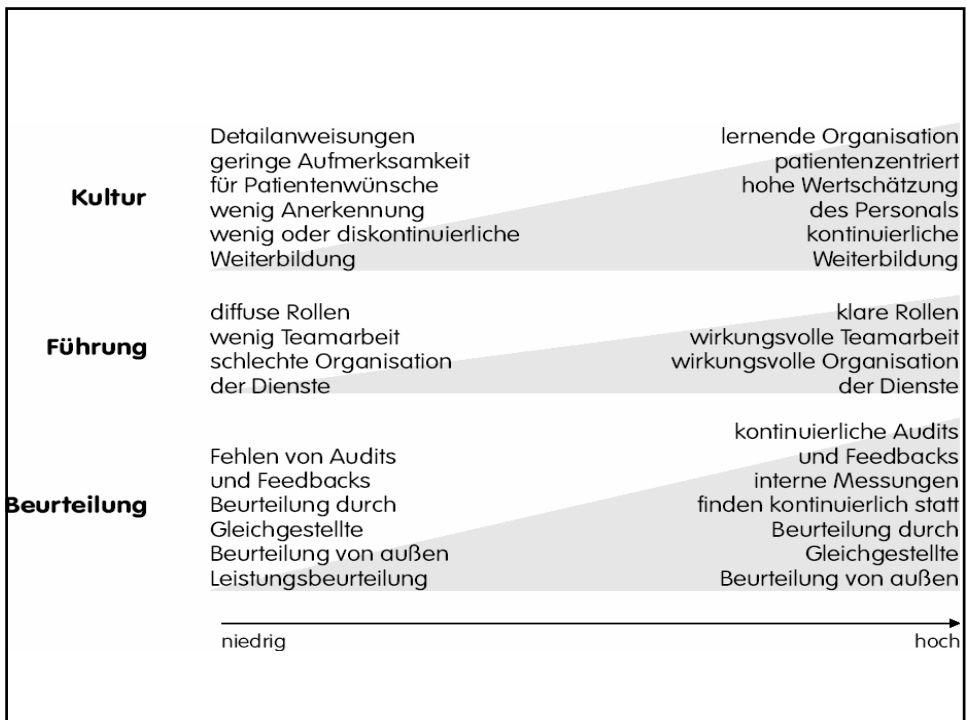 Kultur
Detailanweisungen
geringe Aufmerksamkeit
für Patientenwünsche
wenig Anerkennung
wenig oder diskontinuierliche
Weiterbildung
lernende Organisation
patientenzentriert
hohe Wertschätzung
des Personals
kontinuierliche
Weiterbildung
Führung
diffuse Rollen
wenig Teamarbeit
schlechte Organisation
der Dienste
klare Rollen
wirkungsvolle Teamarbeit
wirkungsvolle Organisation
der Dienste
Beurteilung
Fehlen von Audits
und Feedbacks
Beurteilung durch
Gleichgestellte
Beurteilung von außen
Leistungsbeurteilung
kontinuierliche Audits
und Feedbacks
interne Messungen
finden kontinuierlich statt
Beurteilung durch
Gleichgestellte
Beurteilung von außen
niedrig
hoch